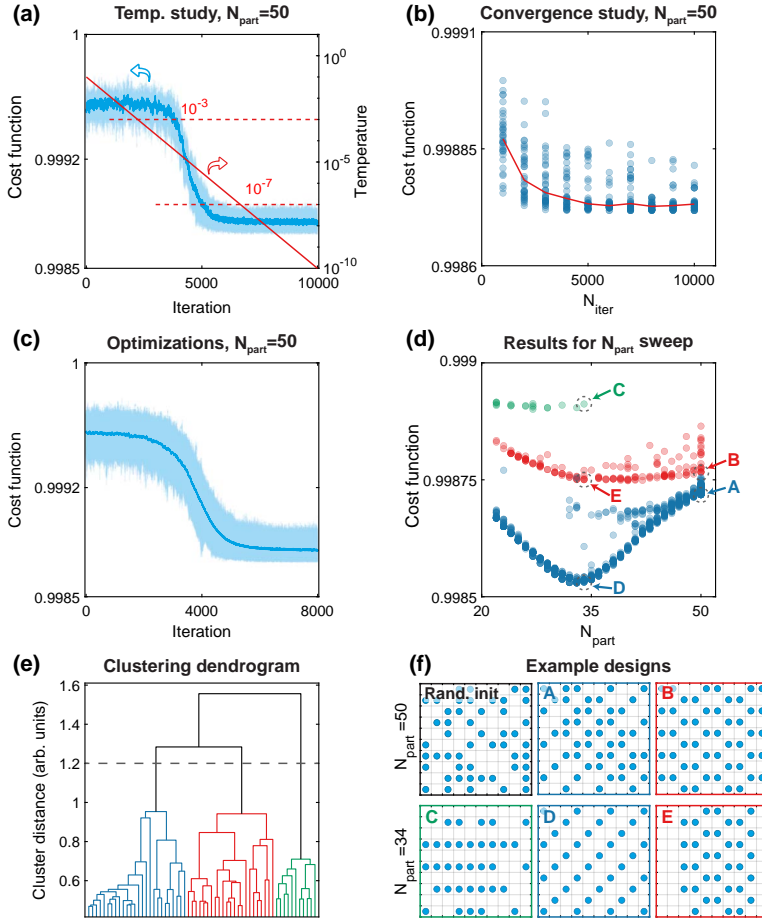 (a) Temp. study, Npart=50
1
0.9992
0.9985
Cost function
10^0
10^-5
10^-10
Temperature
10^-3
10^-7
0 5000 10000
Iteration
(b) Convergence study, Npart=50
0.9991
0.99885
0.9986
Cost function
0 5000 10000
Niter
(c) Optimizations, Npart=50
1
0.9992
0.9985
Cost function
0 4000 8000
Iteration
(d) Results for Npart sweep
0.999
0.99875
0.9985
Cost function
C
B
A
E
D
20 35 50
Npart
(e) Clustering dendrogram
1.6
1.4
1.2
1
0.8
0.6
Cluster distance (arb. units)
(f) Example designs
Npart=50
Rand. init A B
Npart=34
C D E